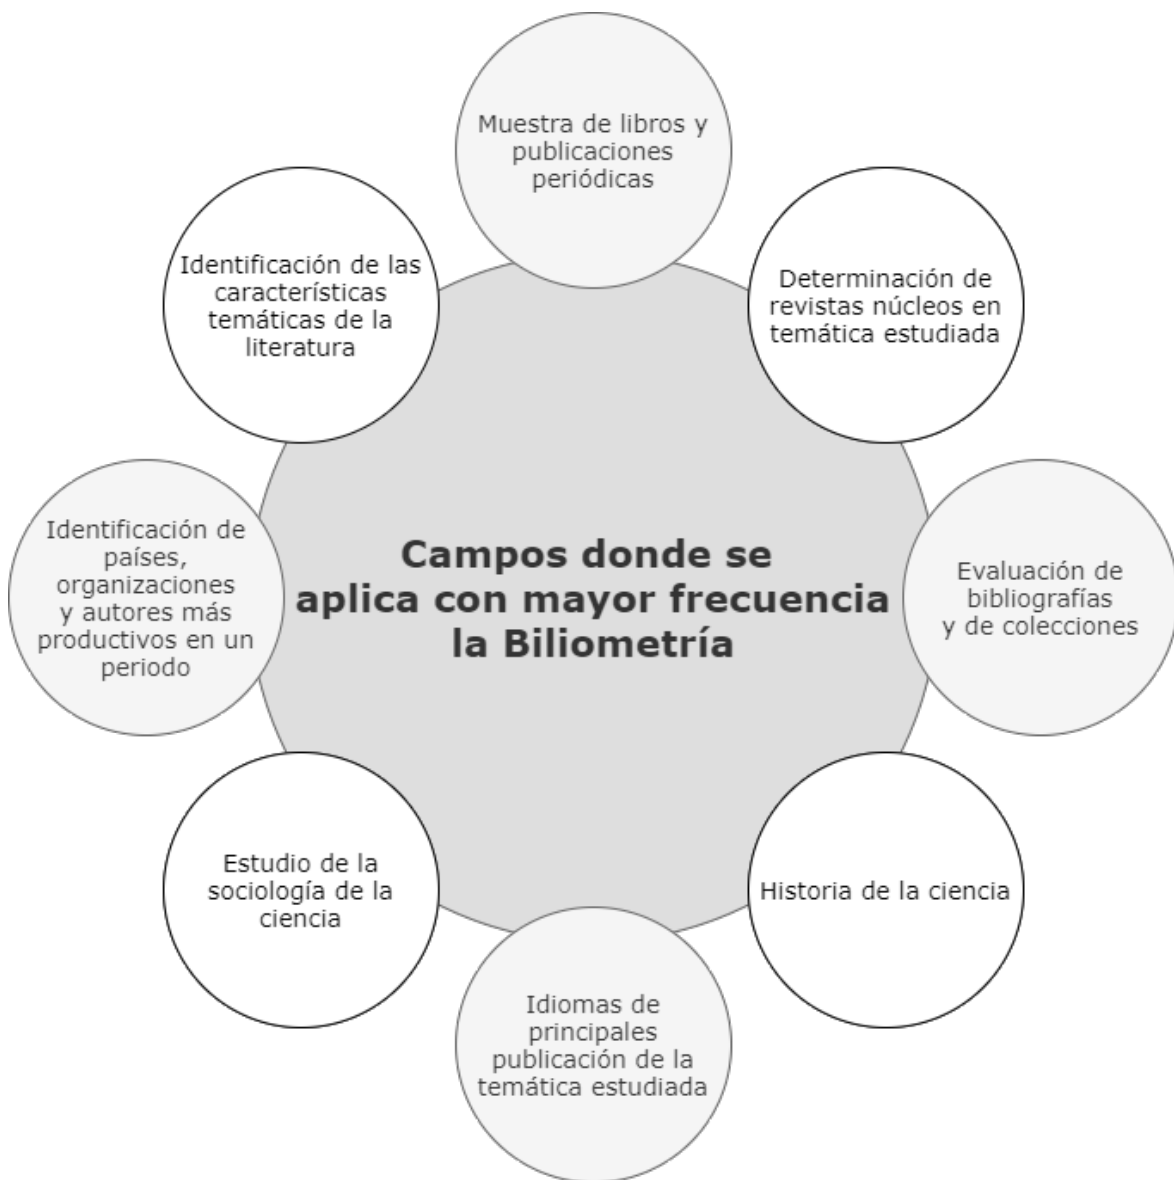 Muestra de libros y
publicaciones
periódicas
Determinación de
revistas núcleos en
temática estudiada
Evaluación de
bibliografías
y de colecciones
Historia de la ciencia
Idiomas de
principales
publicación de la
temática estudiada
Estudio de la
sociología de la
ciencia
Identificación de
países,
organizaciones
y autores más
productivos en un
periodo
Identificación de las
características
temáticas de la
literatura
Campos donde se
aplica con mayor frecuencia
la Biliometría